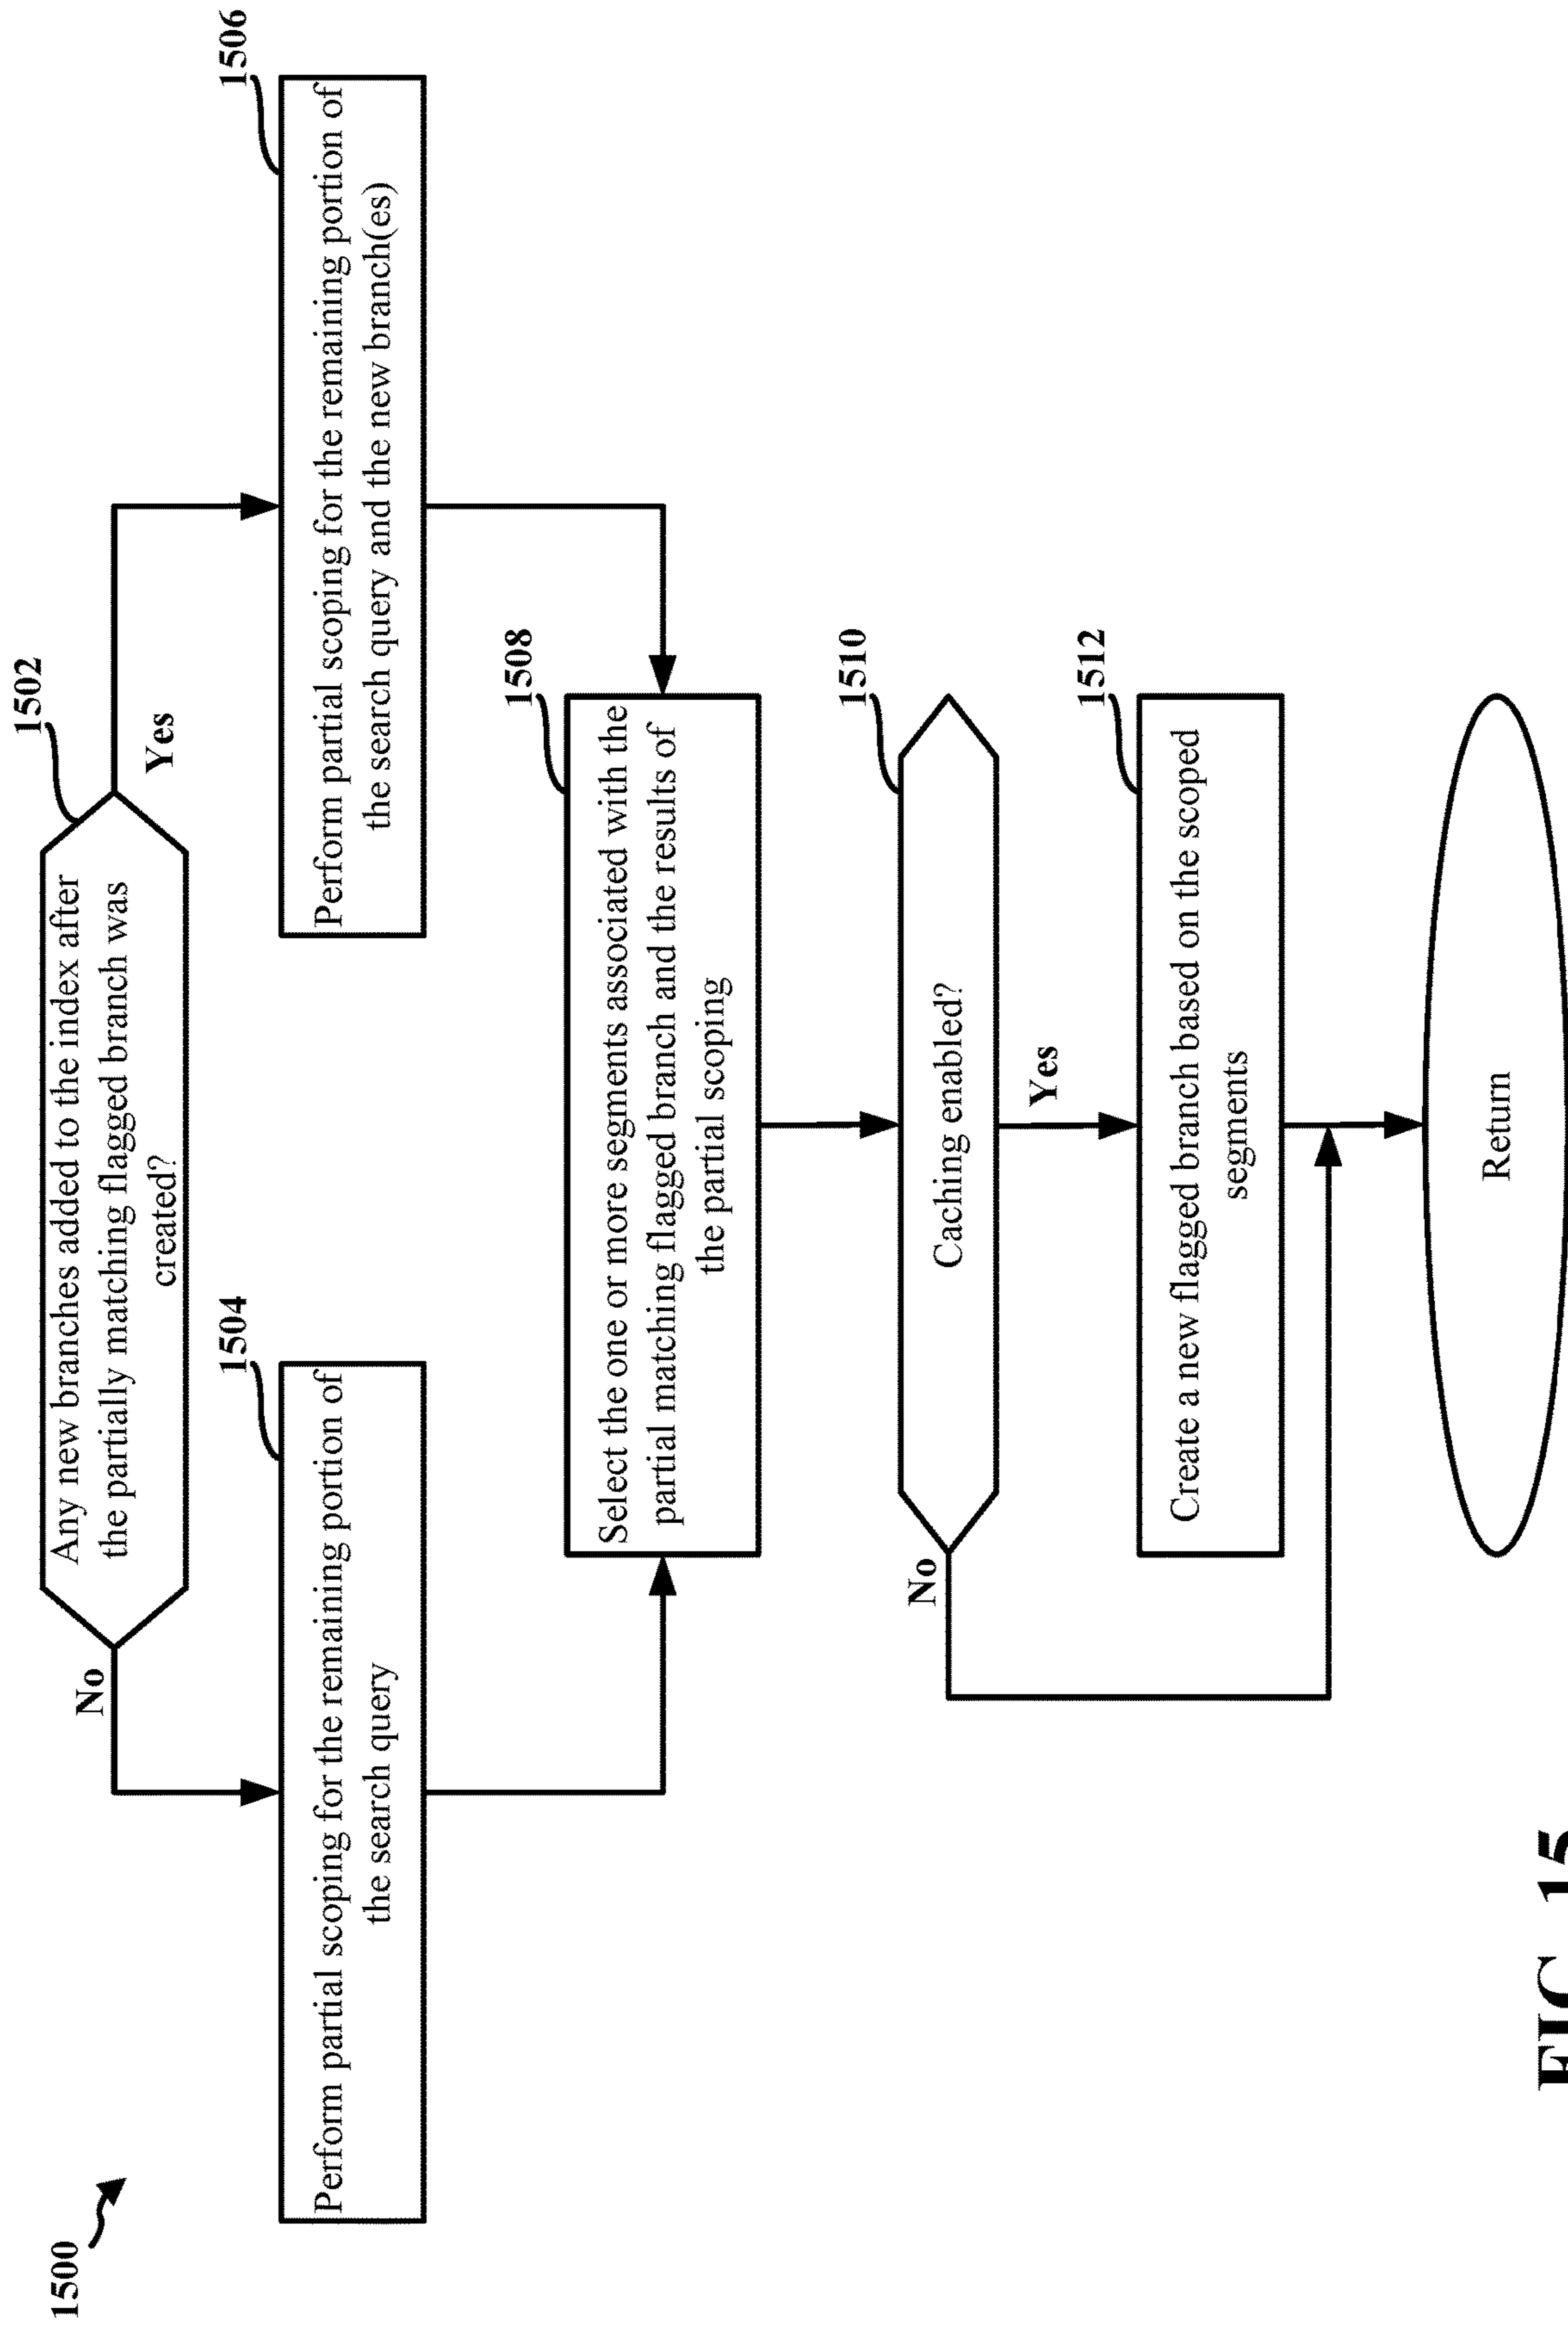 1500
1502
Any new branches added to the index after
the partially matching flagged branch was
created?
No
Yes
1504
Perform partial scoping for the remaining portion of
the search query
1506
Perform partial scoping for the remaining portion of
the search query and the new branch(es)
1508
Select the one or more segments associated with the
partial matching flagged branch and the results of
the partial scoping
1510
Caching enabled?
No
Yes
1512
Create a new flagged branch based on the scoped
segments
Return
FIG. 15